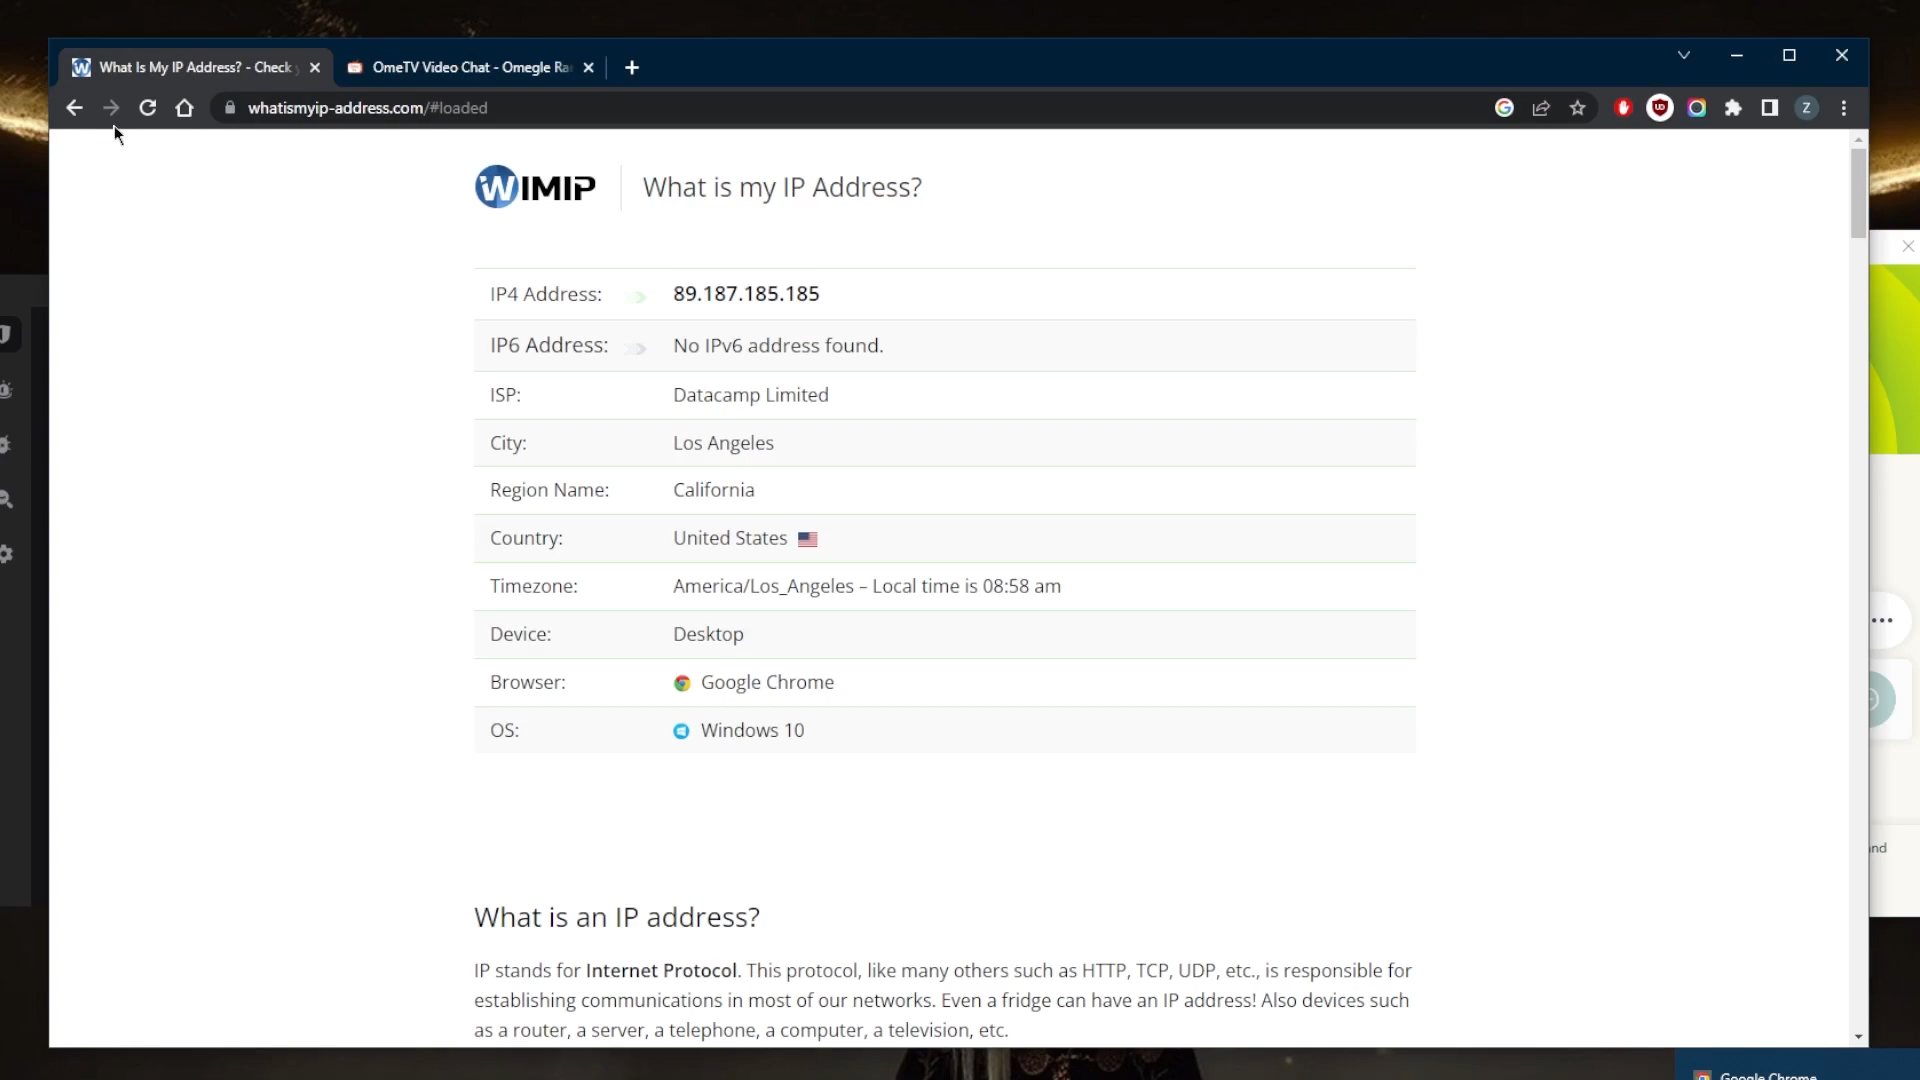 What Is My IP Address? - Check
OmeTV Video Chat - Omegle Ra
whatismyip-address.com/#loaded
Z
WIMIP
What is my IP Address?
IP4 Address: 89.187.185.185
IP6 Address: No IPv6 address found.
ISP: Datacamp Limited
City: Los Angeles
Region Name: California
Country: United States
Timezone: America/Los_Angeles – Local time is 08:58 am
Device: Desktop
Browser: Google Chrome
OS: Windows 10
What is an IP address?
IP stands for Internet Protocol. This protocol, like many others such as HTTP, TCP, UDP, etc., is responsible for
establishing communications in most of our networks. Even a fridge can have an IP address! Also devices such
as a router, a server, a telephone, a computer, a television, etc.
Google Chrome